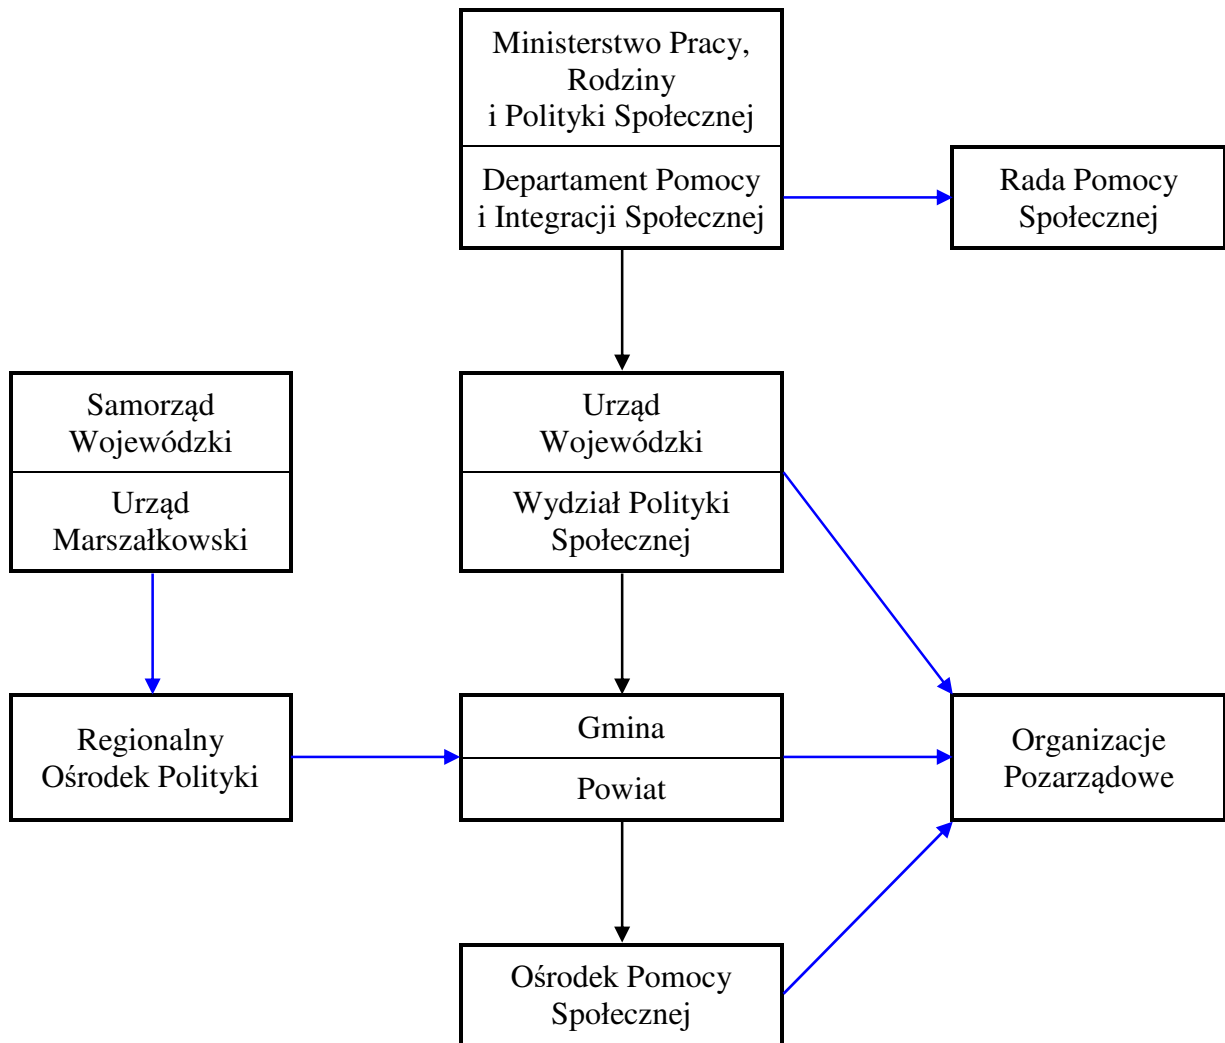 Ministerstwo Pracy,
Rodziny
i Polityki Społecznej
Departament Pomocy
i Integracji Społecznej
Rada Pomocy
Społecznej
Samorząd
Wojewódzki
Urząd
Marszałkowski
Urząd
Wojewódzki
Wydział Polityki
Społecznej
Regionalny
Ośrodek Polityki
Gmina
Powiat
Organizacje
Pozarządowe
Ośrodek Pomocy
Społecznej